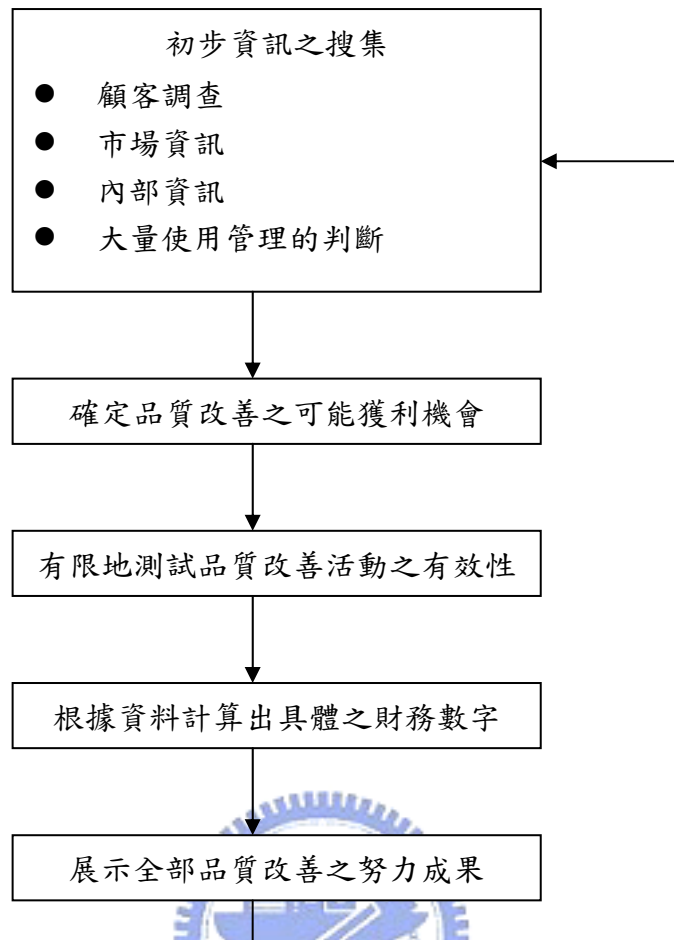 初步資訊之搜集
● 顧客調查
● 市場資訊
● 內部資訊
● 大量使用管理的判斷
確定品質改善之可能獲利機會
有限地測試品質改善活動之有效性
根據資料計算出具體之財務數字
展示全部品質改善之努力成果